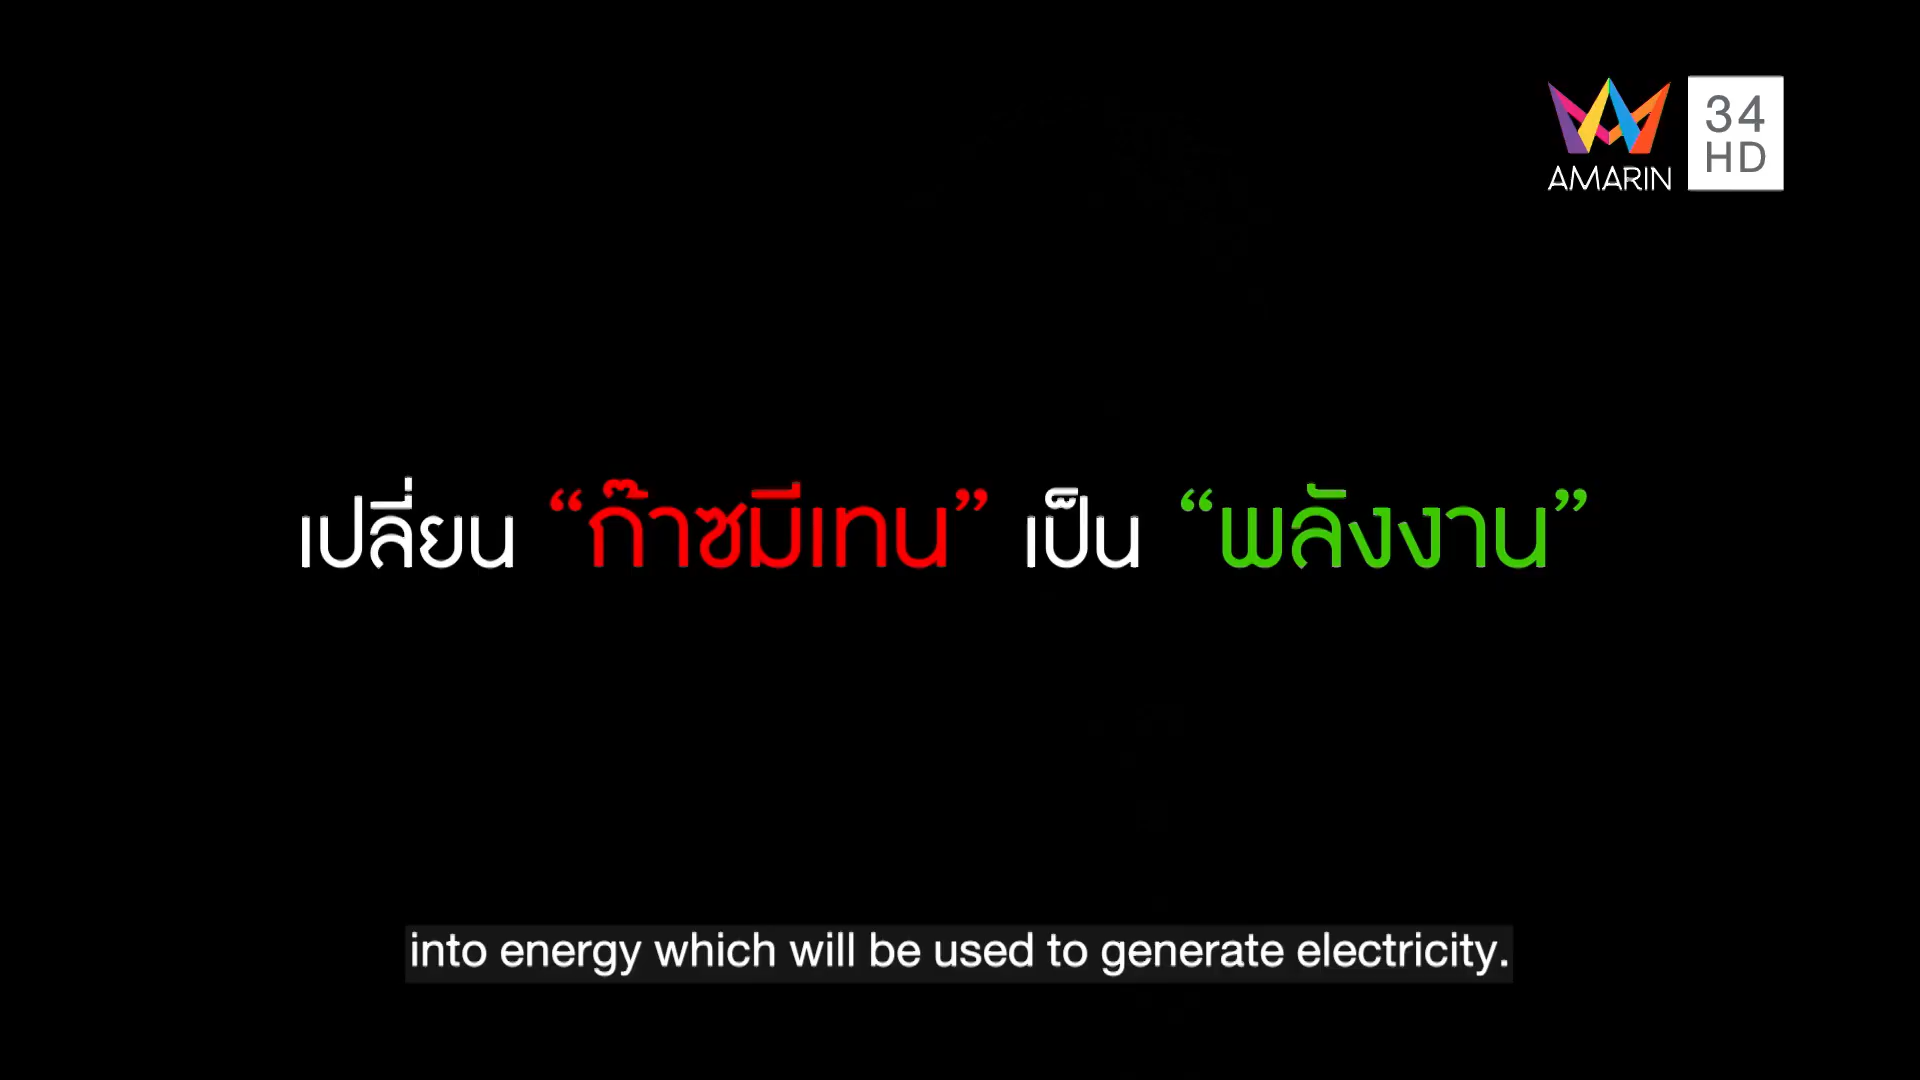 AMARIN
34
HD
เปลี่ยน “ก๊าซมีเทน” เป็น “พลังงาน”
into energy which will be used to generate electricity.